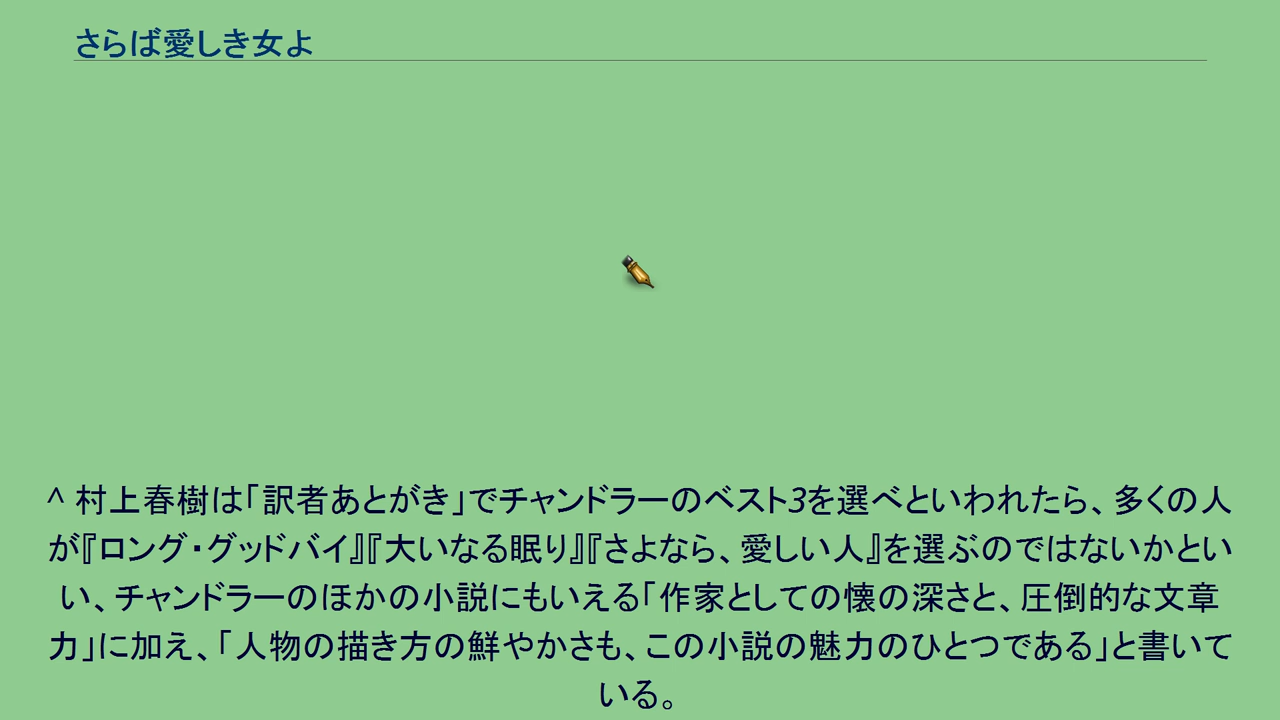 さらば愛しき女よ
^ 村上春樹は「訳者あとがき」でチャンドラーのベスト3を選べといわれたら、多くの人
が『ロング・グッドバイ』『大いなる眠り』『さよなら、愛しい人』を選ぶのではないかとい
い、チャンドラーのほかの小説にもいえる「作家としての懐の深さと、圧倒的な文章
力」に加え、「人物の描き方の鮮やかさも、この小説の魅力のひとつである」と書いて
いる。